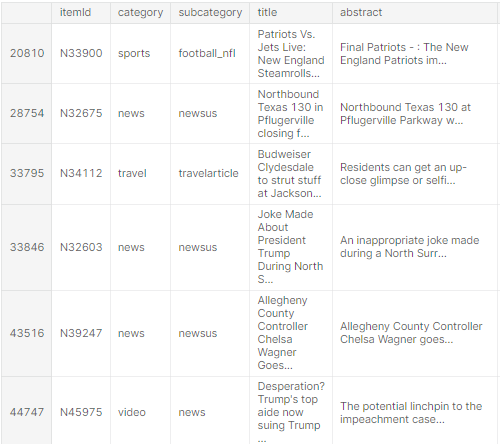 itemId category subcategory title abstract
20810 N33900 sports football_nfl Patriots Vs. Jets Live: New England Steamrolls... Final Patriots - : The New England Patriots im...
28754 N32675 news newsus Northbound Texas 130 in Pflugerville closing f... Northbound Texas 130 at Pflugerville Parkway w...
33795 N34112 travel travelarticle Budweiser Clydesdale to strut stuff at Jackson... Residents can get an up-close glimpse or selfi...
33846 N32603 news newsus Joke Made About President Trump During North S... An inappropriate joke made during a North Surr...
43516 N39247 news newsus Allegheny County Controller Chelsa Wagner Goes... Allegheny County Controller Chelsa Wagner goes...
44747 N45975 video news Desperation? Trump's top aide now suing Trump ... The potential linchpin to the impeachment case...